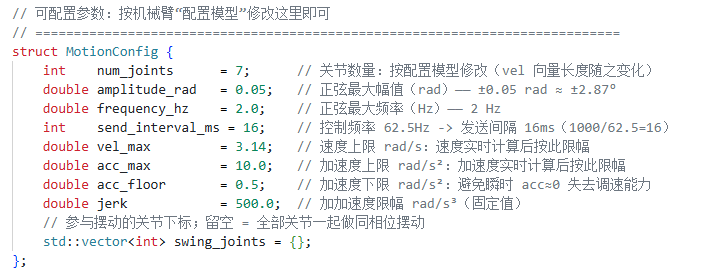 // 可配置参数：按机械臂“配置模型”修改这里即可
// ============================================================================
struct MotionConfig {
    int    num_joints      = 7;      // 关节数量：按配置模型修改（vel 向量长度随之变化）
    double amplitude_rad   = 0.05;   // 正弦最大幅值（rad）—— ±0.05 rad ≈ ±2.87°
    double frequency_hz    = 2.0;    // 正弦最大频率（Hz）—— 2 Hz
    int    send_interval_ms = 16;    // 控制频率 62.5Hz -> 发送间隔 16ms（1000/62.5=16）
    double vel_max         = 3.14;   // 速度上限 rad/s：速度实时计算后按此限幅
    double acc_max         = 10.0;   // 加速度上限 rad/s²：加速度实时计算后按此限幅
    double acc_floor       = 0.5;    // 加速度下限 rad/s²：避免瞬时 acc≈0 失去调速能力
    double jerk            = 500.0;  // 加加速度限幅 rad/s³（固定值）
    // 参与摆动的关节下标；留空 = 全部关节一起做同相位摆动
    std::vector<int> swing_joints = {};
};